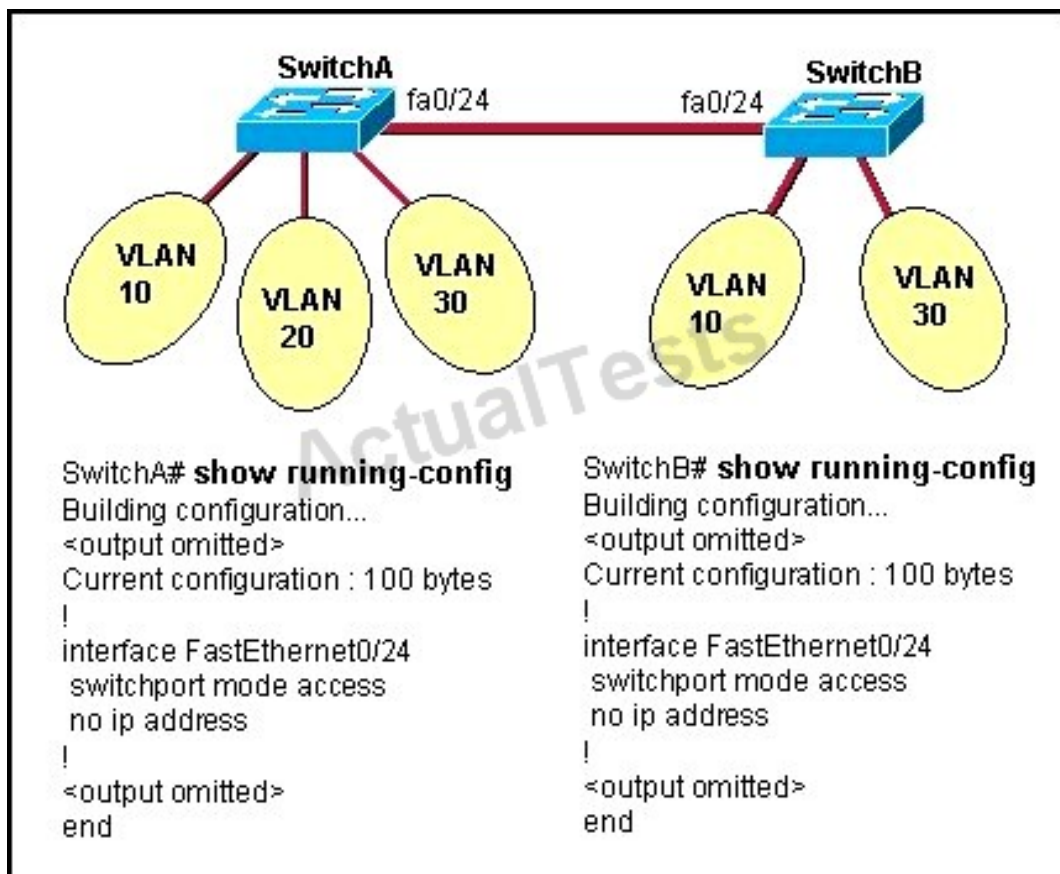 SwitchA
SwitchB
fa0/24
fa0/24
VLAN
10
VLAN
20
VLAN
30
VLAN
10
VLAN
30
ActualTests
SwitchA# show running-config
Building configuration...
<output omitted>
Current configuration : 100 bytes
!
interface FastEthernet0/24
switchport mode access
no ip address
!
<output omitted>
end
SwitchB# show running-config
Building configuration...
<output omitted>
Current configuration : 100 bytes
!
interface FastEthernet0/24
switchport mode access
no ip address
!
<output omitted>
end